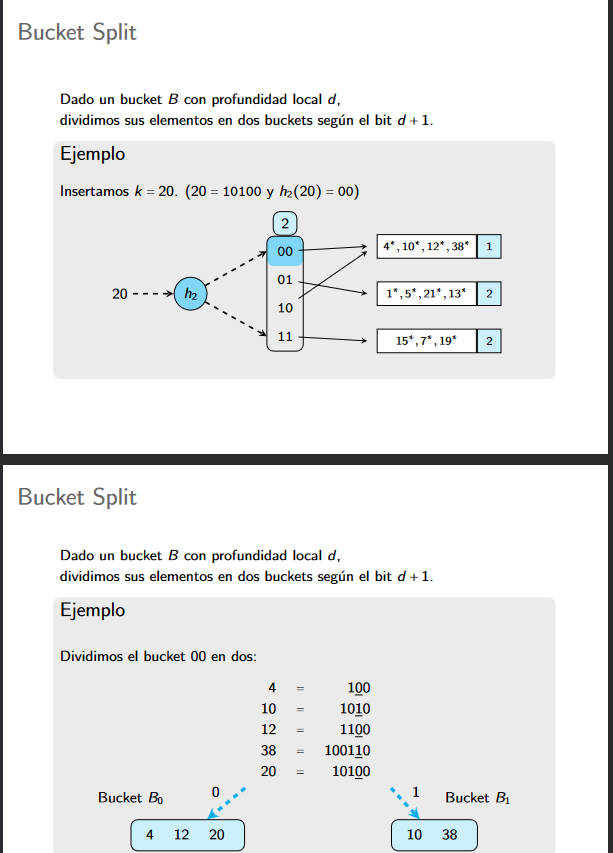 Bucket Split
Dado un bucket B con profundidad local d,
dividimos sus elementos en dos buckets según el bit d + 1.
Ejemplo
Insertamos k = 20. (20 = 10100 y h₂(20) = 00)
2
00
4*, 10*, 12*, 38* 1
01
20
h₂
1*, 5*, 21*, 13* 2
10
11
15*, 7*, 19* 2
Bucket Split
Dado un bucket B con profundidad local d,
dividimos sus elementos en dos buckets según el bit d + 1.
Ejemplo
Dividimos el bucket 00 en dos:
4 = 100
10 = 1010
12 = 1100
38 = 100110
20 = 10100
0 1
Bucket B₀ Bucket B₁
4 12 20 10 38